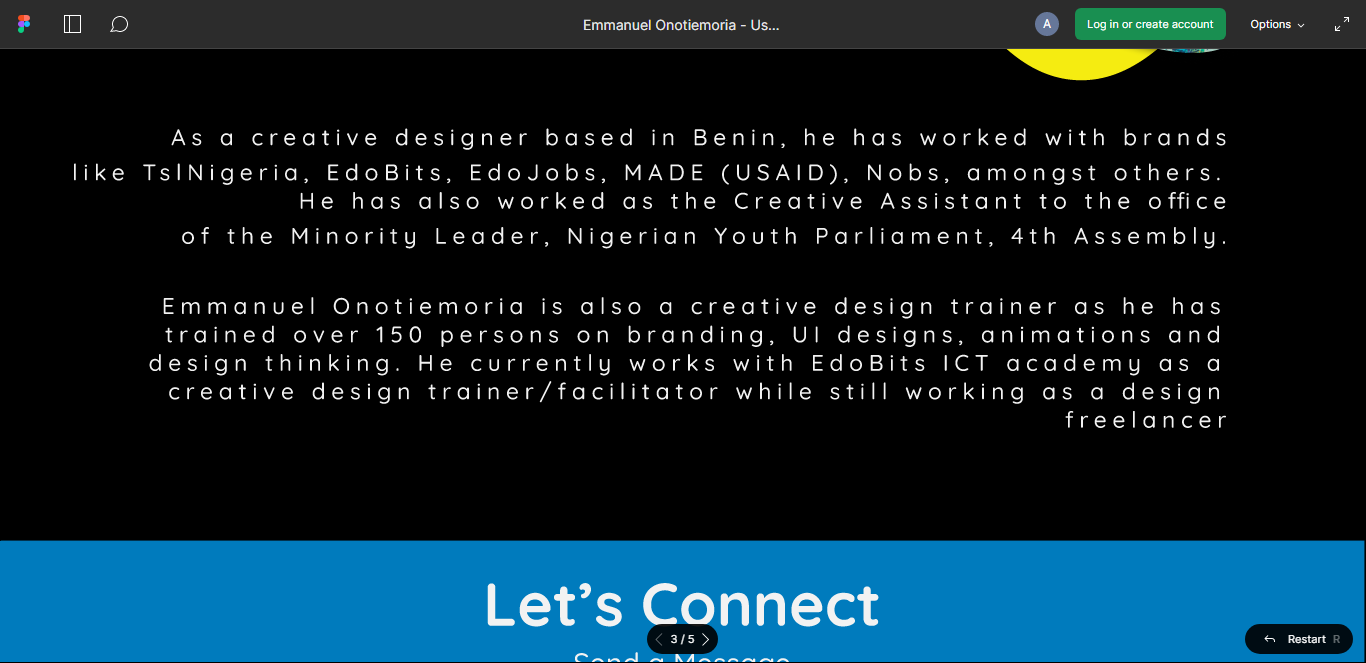 Emmanuel Onotiemoria - Us...
A
Log in or create account
Options
As a creative designer based in Benin, he has worked with brands
like TslNigeria, EdoBits, EdoJobs, MADE (USAID), Nobs, amongst others.
He has also worked as the Creative Assistant to the office
of the Minority Leader, Nigerian Youth Parliament, 4th Assembly.
Emmanuel Onotiemoria is also a creative design trainer as he has
trained over 150 persons on branding, UI designs, animations and
design thinking. He currently works with EdoBits ICT academy as a
creative design trainer/facilitator while still working as a design
freelancer
Let's Connect
3 / 5
Restart R
Send a Message